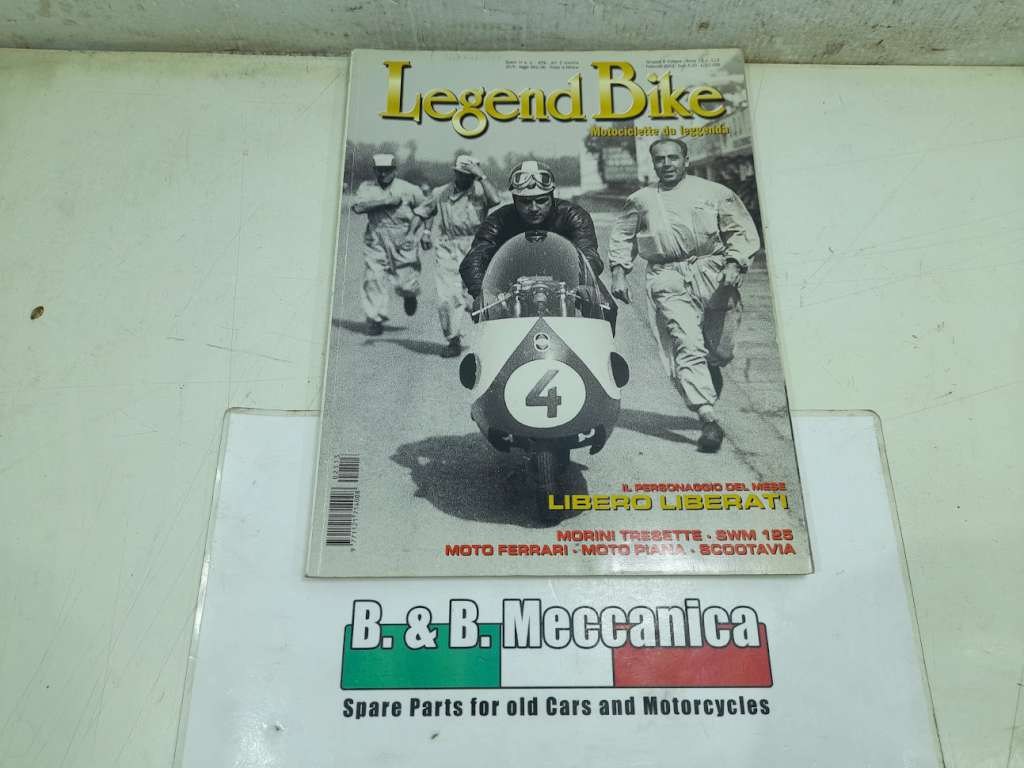 Legend Bike
Motociclette da leggenda
4
IL PERSONAGGIO DEL MESE
LIBERO LIBERATI
MORINI TRESETTE - SWM 125
MOTO FERRARI - MOTO PIANA - SCOOTAVIA
B. & B. Meccanica
Spare Parts for old Cars and Motorcycles